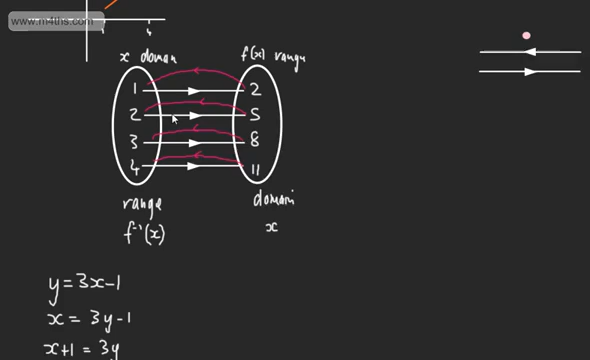 www.m4ths.com
x domain f(x) range
1 2
2 5
3 8
4 11
range domain
f⁻¹(x) x
y = 3x-1
x = 3y-1
x+1 = 3y